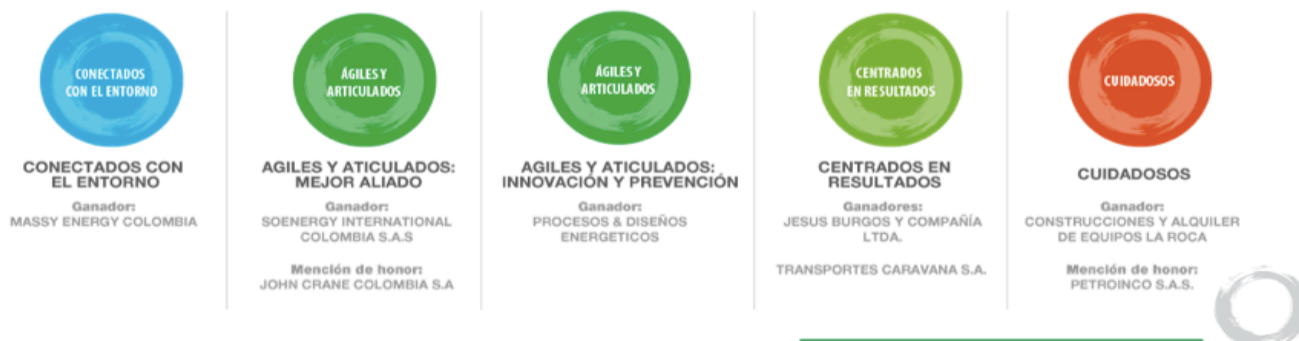 CONECTADOS
CON EL ENTORNO
CONECTADOS CON
EL ENTORNO
Ganador:
MASSY ENERGY COLOMBIA
ÁGILES Y
ARTICULADOS
AGILES Y ATICULADOS:
MEJOR ALIADO
Ganador:
SOENERGY INTERNATIONAL
COLOMBIA S.A.S
Mención de honor:
JOHN CRANE COLOMBIA S.A
ÁGILES Y
ARTICULADOS
AGILES Y ATICULADOS:
INNOVACIÓN Y PREVENCIÓN
Ganador:
PROCESOS & DISEÑOS
ENERGETICOS
CENTRADOS
EN RESULTADOS
CENTRADOS EN
RESULTADOS
Ganadores:
JESUS BURGOS Y COMPAÑÍA
LTDA.
TRANSPORTES CARAVANA S.A.
CUIDADOSOS
CUIDADOSOS
Ganador:
CONSTRUCCIONES Y ALQUILER
DE EQUIPOS LA ROCA
Mención de honor:
PETROINCO S.A.S.